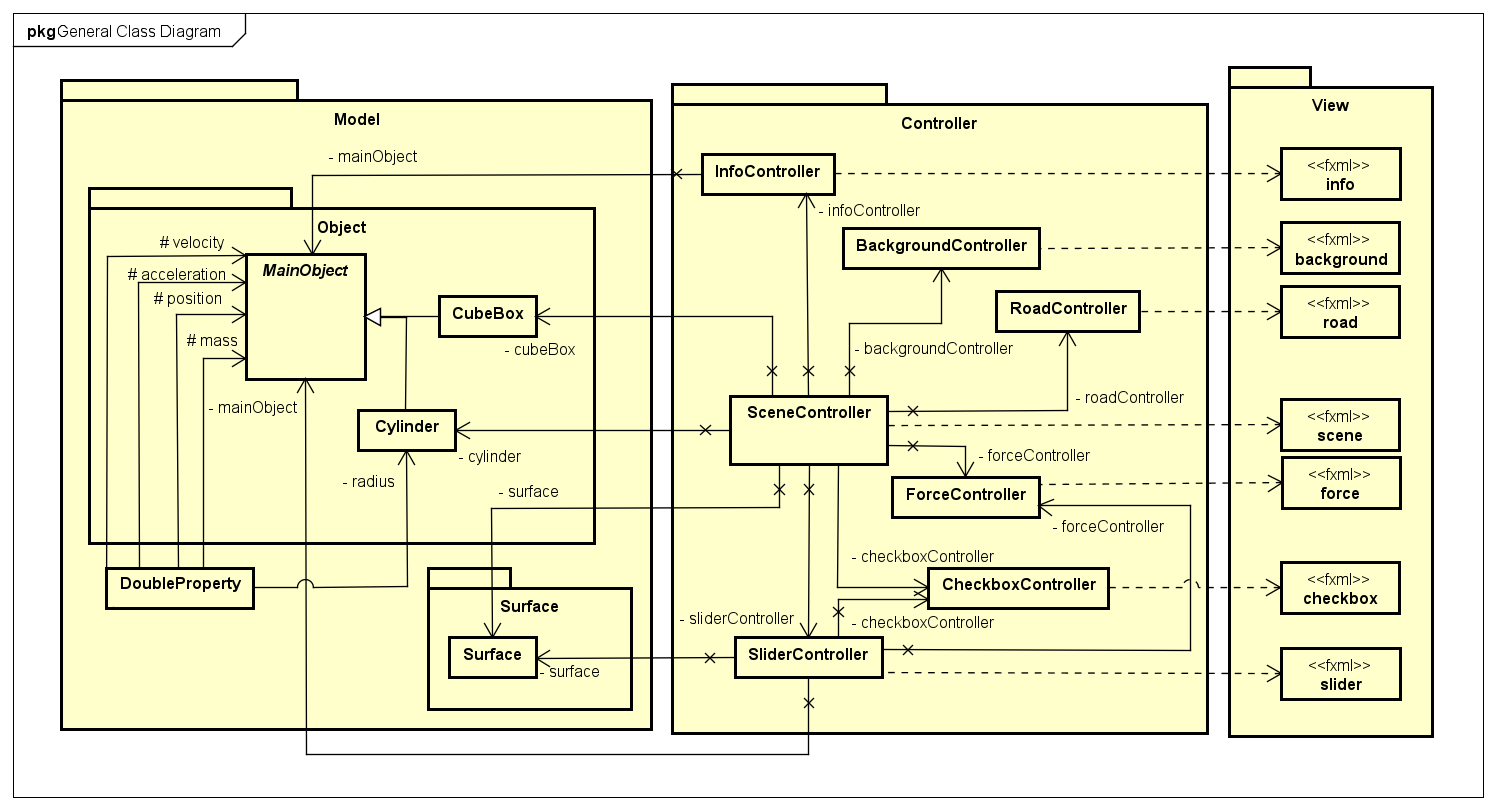 pkgGeneral Class Diagram
Model
Controller
View
- mainObject
InfoController
<<fxml>>
info
- infoController
Object
# velocity
MainObject
BackgroundController
<<fxml>>
background
# acceleration
# position
# mass
CubeBox
- cubeBox
RoadController
<<fxml>>
road
- backgroundController
- mainObject
SceneController
- roadController
<<fxml>>
scene
Cylinder
- cylinder
- radius
- surface
- forceController
ForceController
<<fxml>>
force
- forceController
- checkboxController
DoubleProperty
CheckboxController
<<fxml>>
checkbox
Surface
- sliderController
- checkboxController
Surface
- surface
SliderController
<<fxml>>
slider